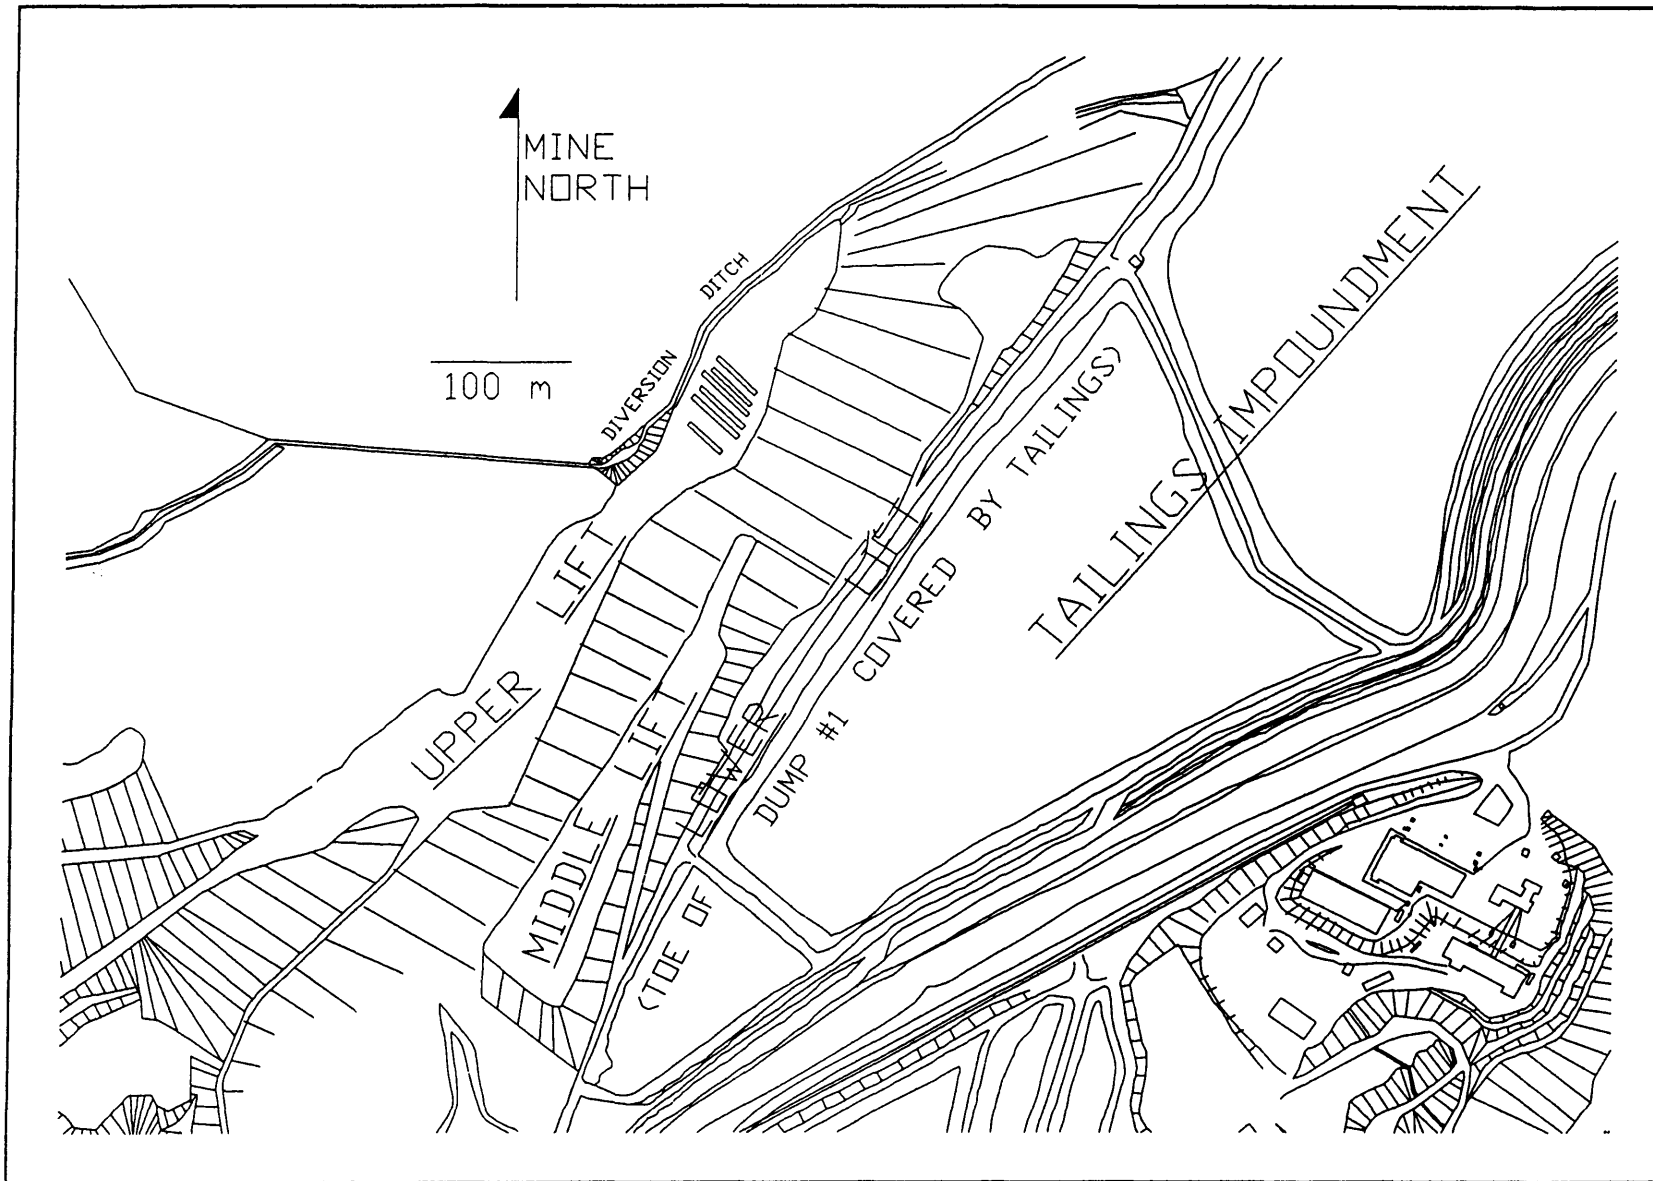 MINE
NORTH
DITCH
100 m
DIVERSION
TAILINGS IMPOUNDMENT
UPPER LIFT
MIDDLE LIFT
LOWER
(TOE OF DUMP #1 COVERED BY TAILINGS)